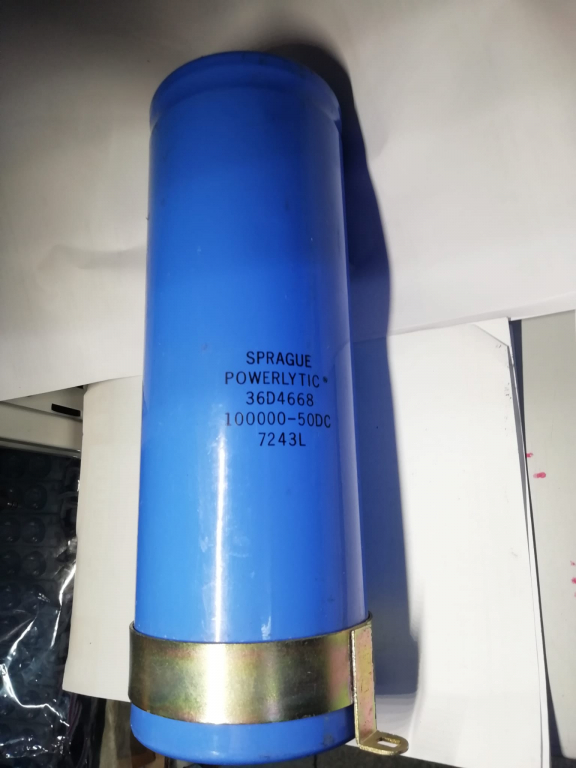 SPRAGUE
POWERLYTIC®
36D4668
100000-50DC
7243L